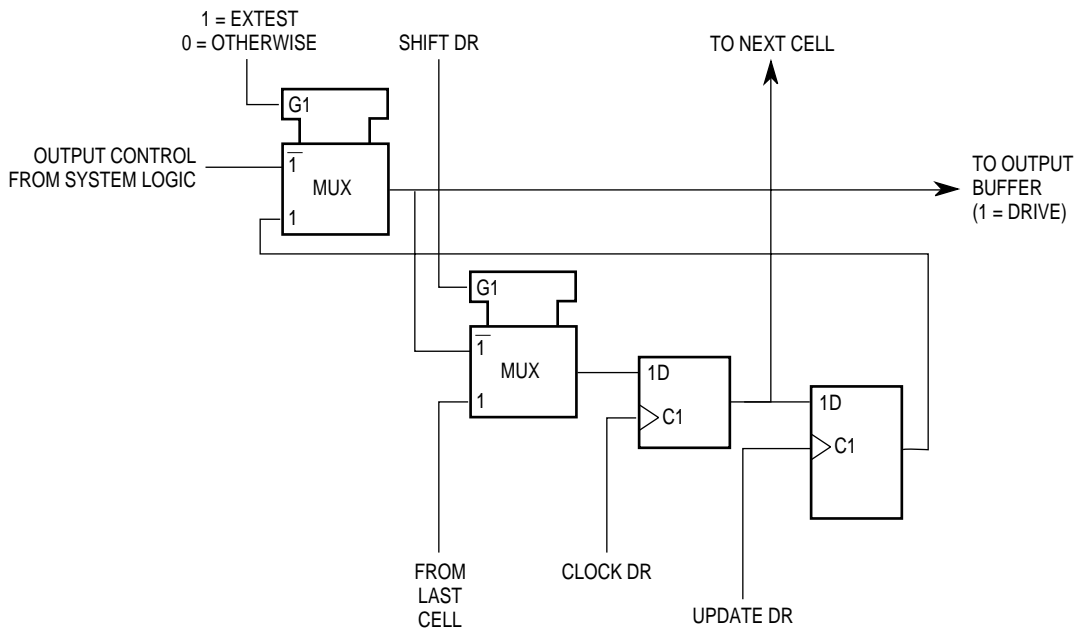 1 = EXTEST
0 = OTHERWISE
SHIFT DR
TO NEXT CELL
G1
OUTPUT CONTROL
FROM SYSTEM LOGIC
1
MUX
1
TO OUTPUT
BUFFER
(1 = DRIVE)
G1
1
MUX
1
1D
C1
1D
C1
FROM
LAST
CELL
CLOCK DR
UPDATE DR